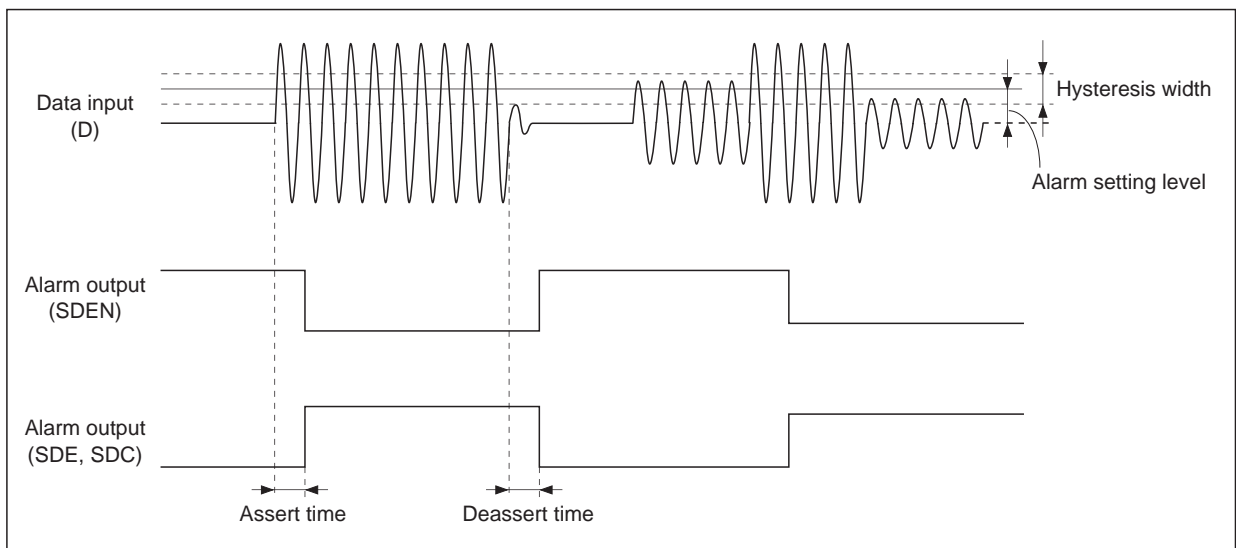 Data input
(D)
Hysteresis width
Alarm setting level
Alarm output
(SDEN)
Alarm output
(SDE, SDC)
Assert time
Deassert time